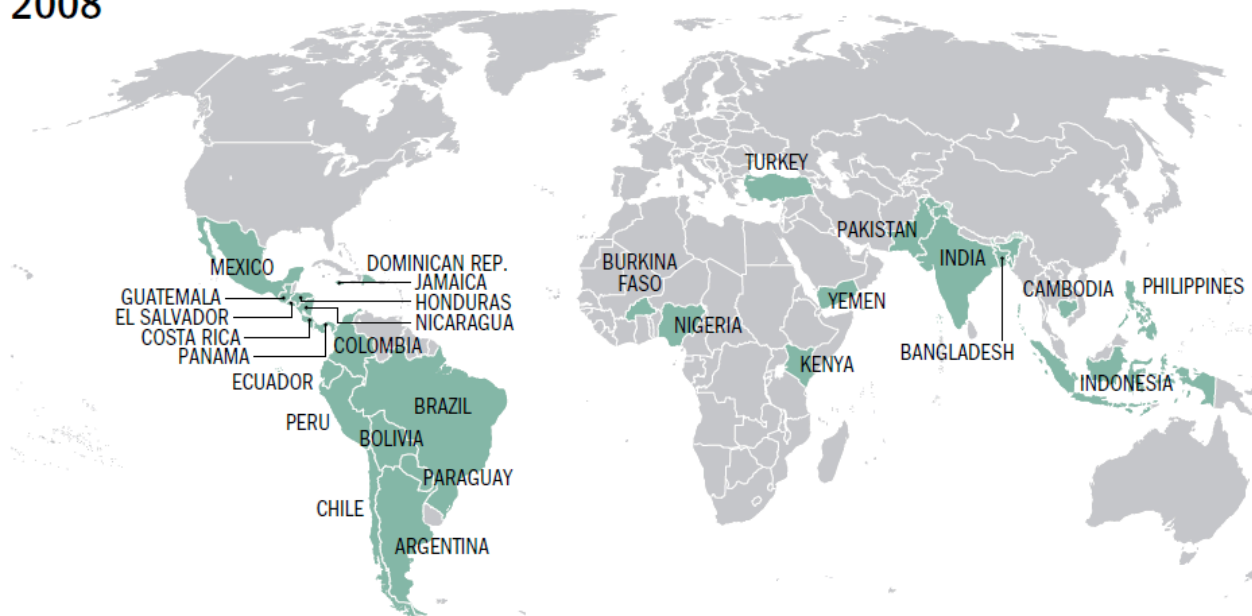 2008
TURKEY
PAKISTAN
INDIA
BURKINA
FASO
NIGERIA
YEMEN
KENYA
CAMBODIA
PHILIPPINES
BANGLADESH
INDONESIA
MEXICO
DOMINICAN REP.
JAMAICA
GUATEMALA
HONDURAS
EL SALVADOR
NICARAGUA
COSTA RICA
PANAMA
COLOMBIA
ECUADOR
BRAZIL
PERU
BOLIVIA
PARAGUAY
CHILE
ARGENTINA